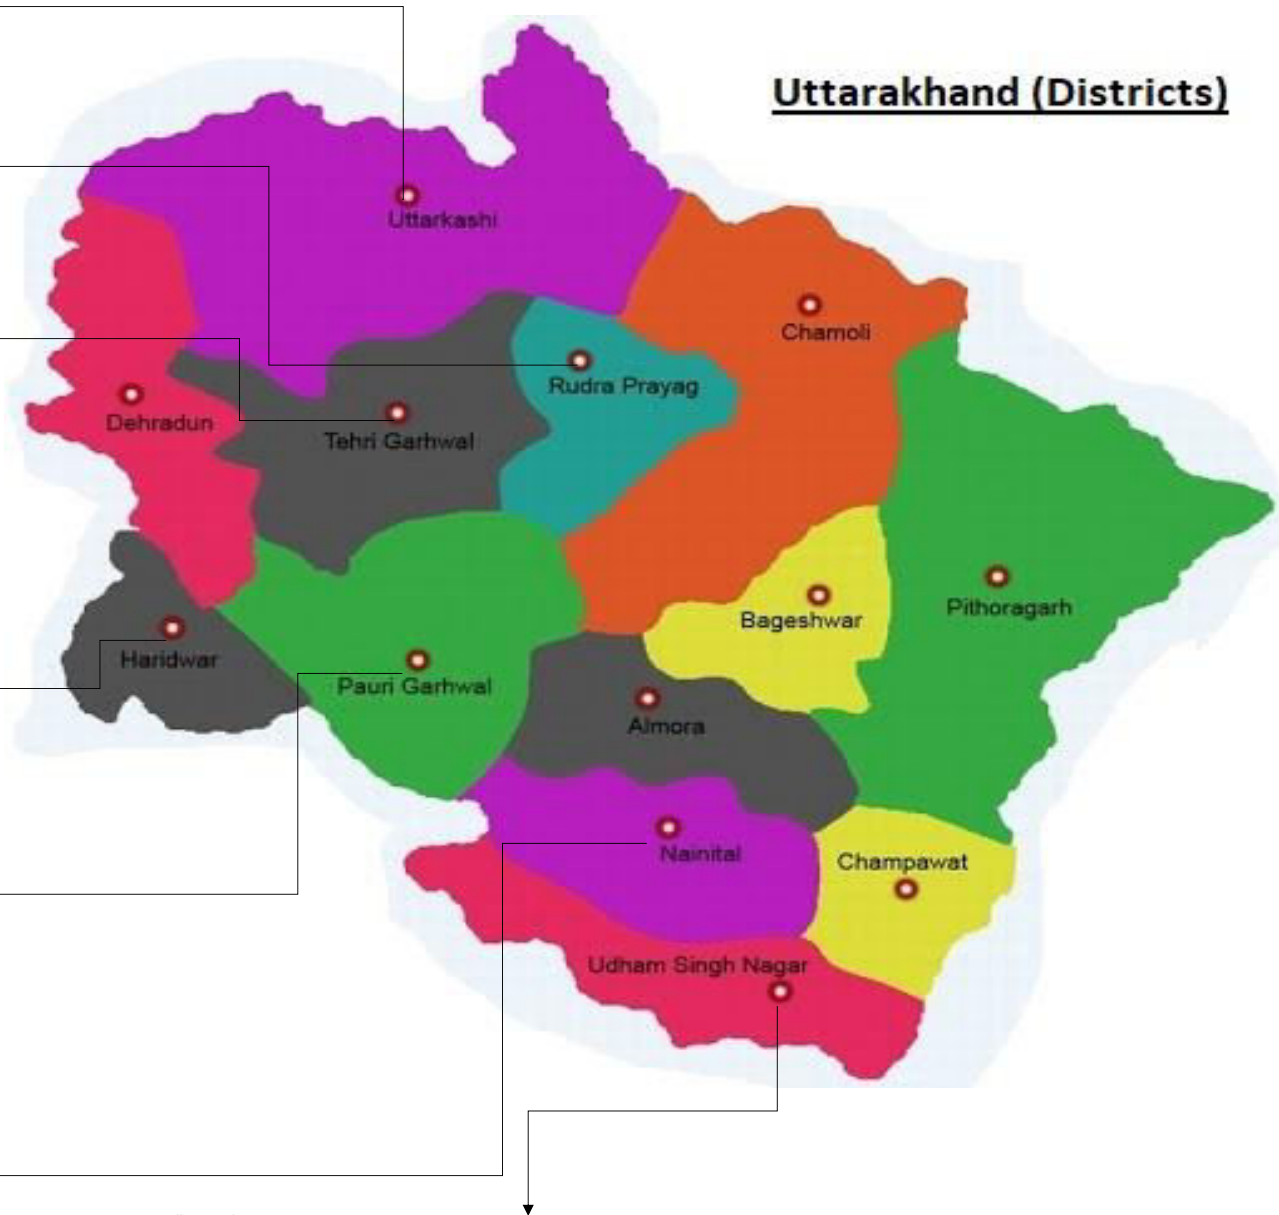 Uttarakhand (Districts)
Uttarkashi
Chamoli
Rudra Prayag
Dehradun
Tehri Garhwal
Pithoragarh
Bageshwar
Haridwar
Pauri Garhwal
Almora
Nainital
Champawat
Udham Singh Nagar